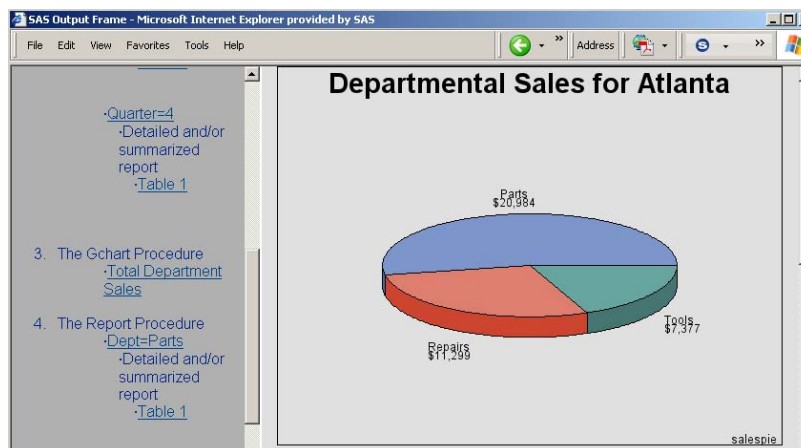 SAS Output Frame - Microsoft Internet Explorer provided by SAS
File Edit View Favorites Tools Help
» Address »
·Quarter=4
·Detailed and/or
summarized
report
·Table 1
3. The Gchart Procedure
·Total Department
Sales
4. The Report Procedure
·Dept=Parts
·Detailed and/or
summarized
report
·Table 1
Departmental Sales for Atlanta
Parts
$20,984
Tools
$7,377
Repairs
$11,299
salespie